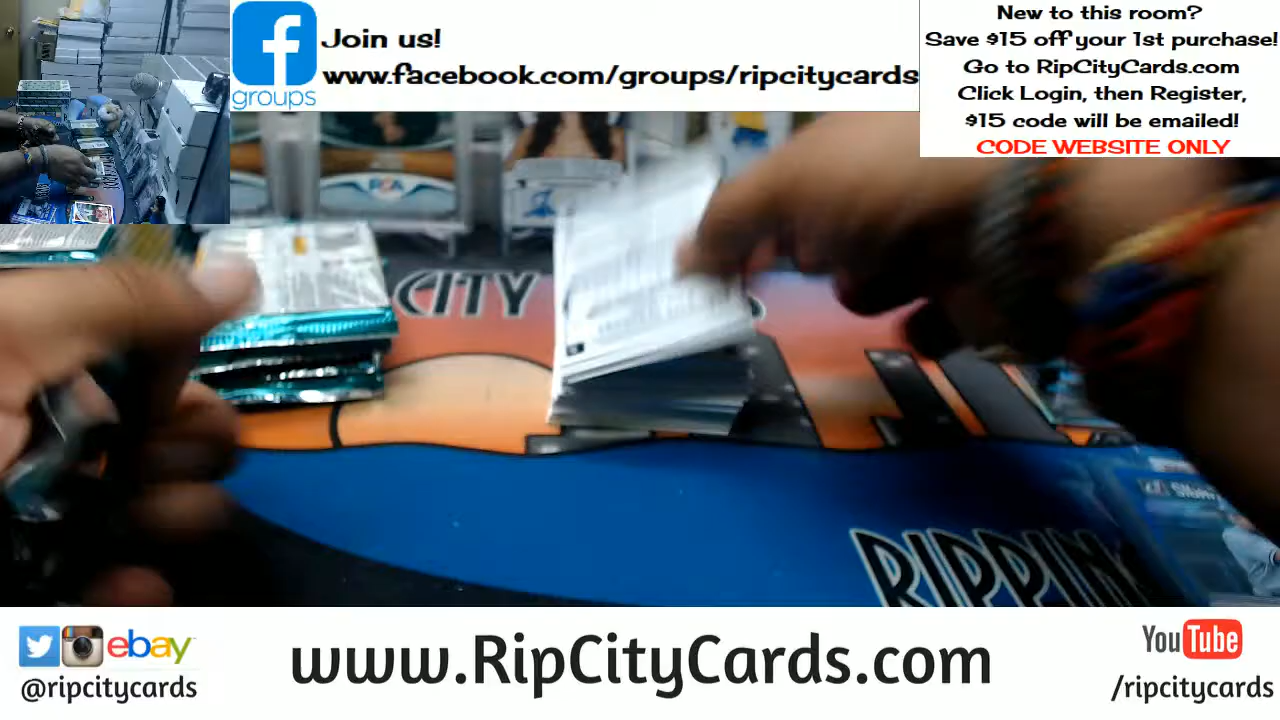 Join us!
www.facebook.com/groups/ripcitycards
groups
New to this room?
Save $15 off your 1st purchase!
Go to RipCityCards.com
Click Login, then Register,
$15 code will be emailed!
CODE WEBSITE ONLY
CITY
RIPPIN
ebay
@ripcitycards
www.RipCityCards.com
YouTube
/ripcitycards